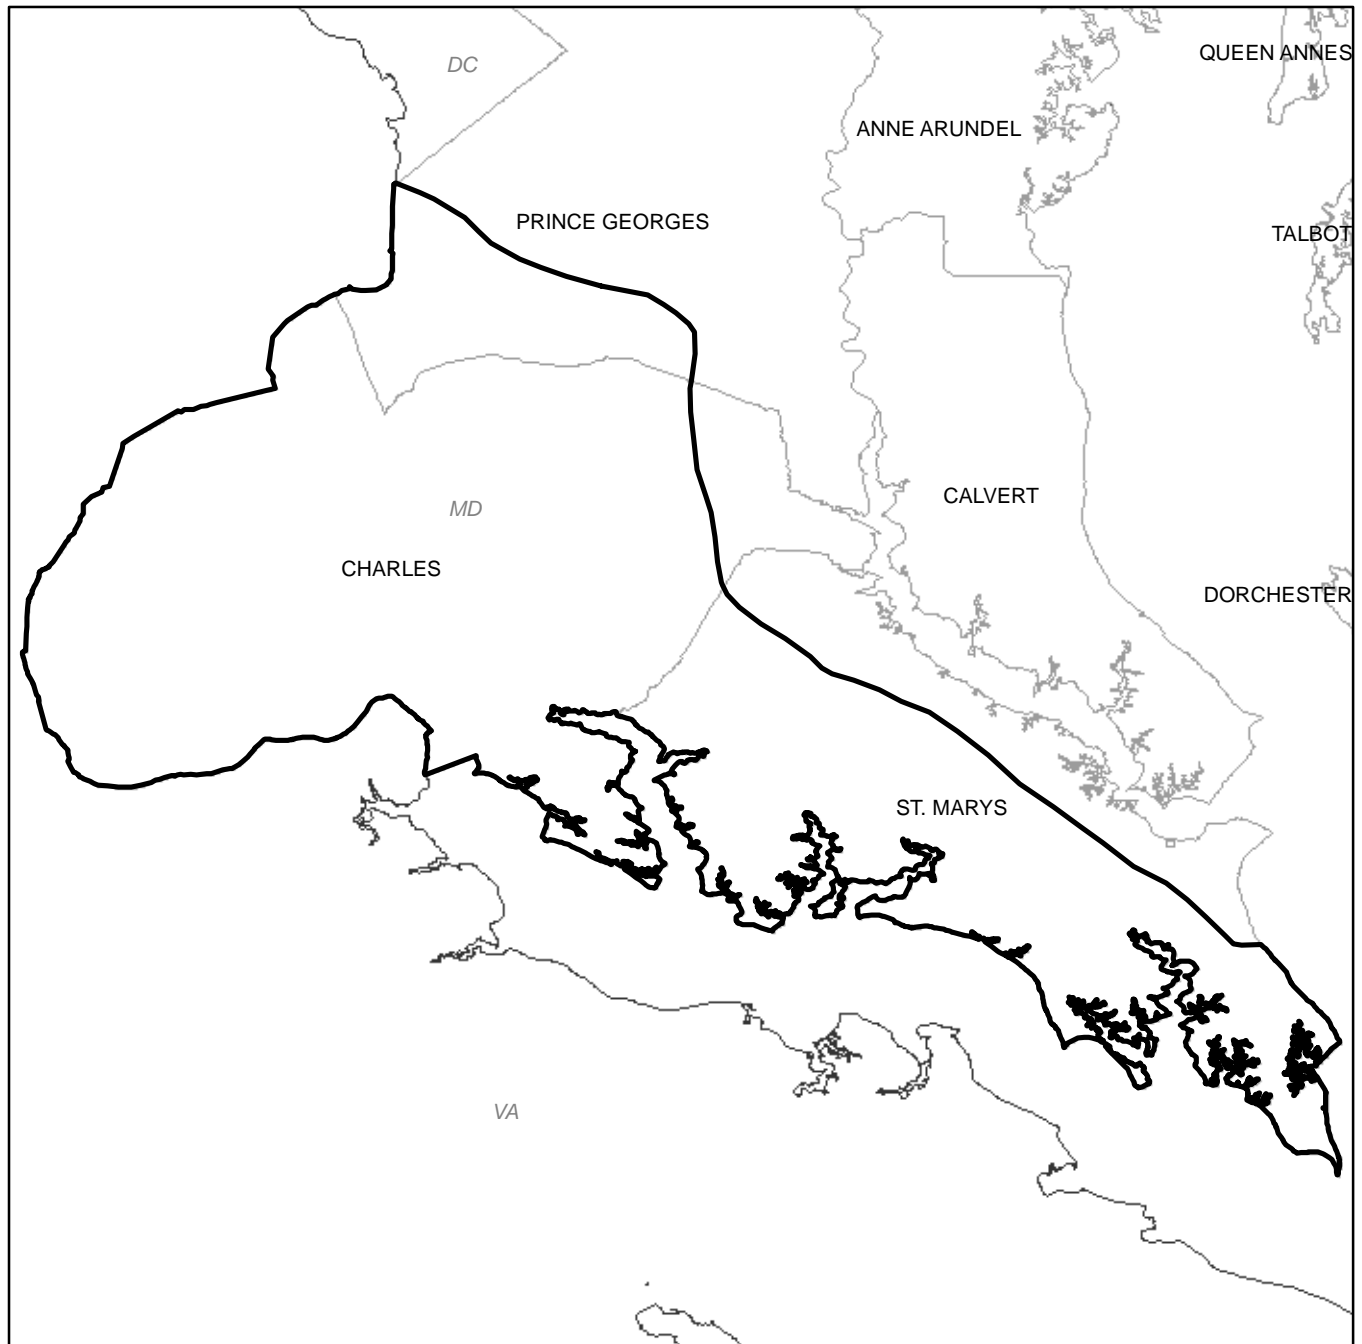 QUEEN ANNES
DC
ANNE ARUNDEL
PRINCE GEORGES
TALBOT
CALVERT
MD
CHARLES
DORCHESTER
ST. MARYS
VA